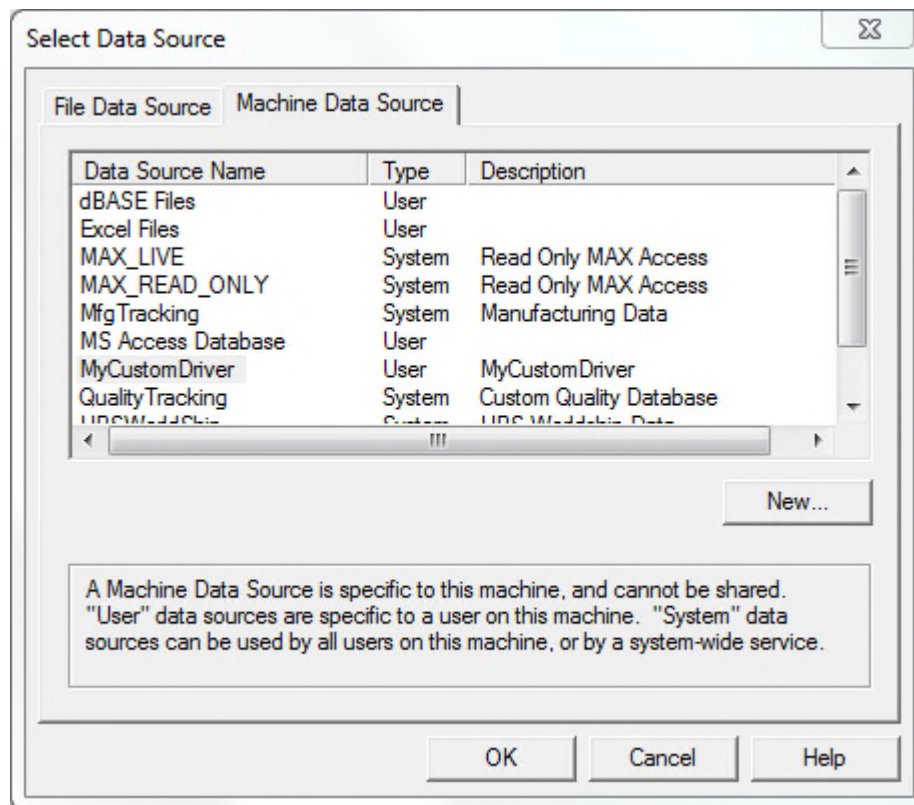 Select Data Source
File Data Source Machine Data Source
Data Source Name Type Description
dBASE Files User
Excel Files User
MAX_LIVE System Read Only MAX Access
MAX_READ_ONLY System Read Only MAX Access
MfgTracking System Manufacturing Data
MS Access Database User
MyCustomDriver User MyCustomDriver
QualityTracking System Custom Quality Database
New...
A Machine Data Source is specific to this machine, and cannot be shared.
"User" data sources are specific to a user on this machine. "System" data
sources can be used by all users on this machine, or by a system-wide service.
OK Cancel Help